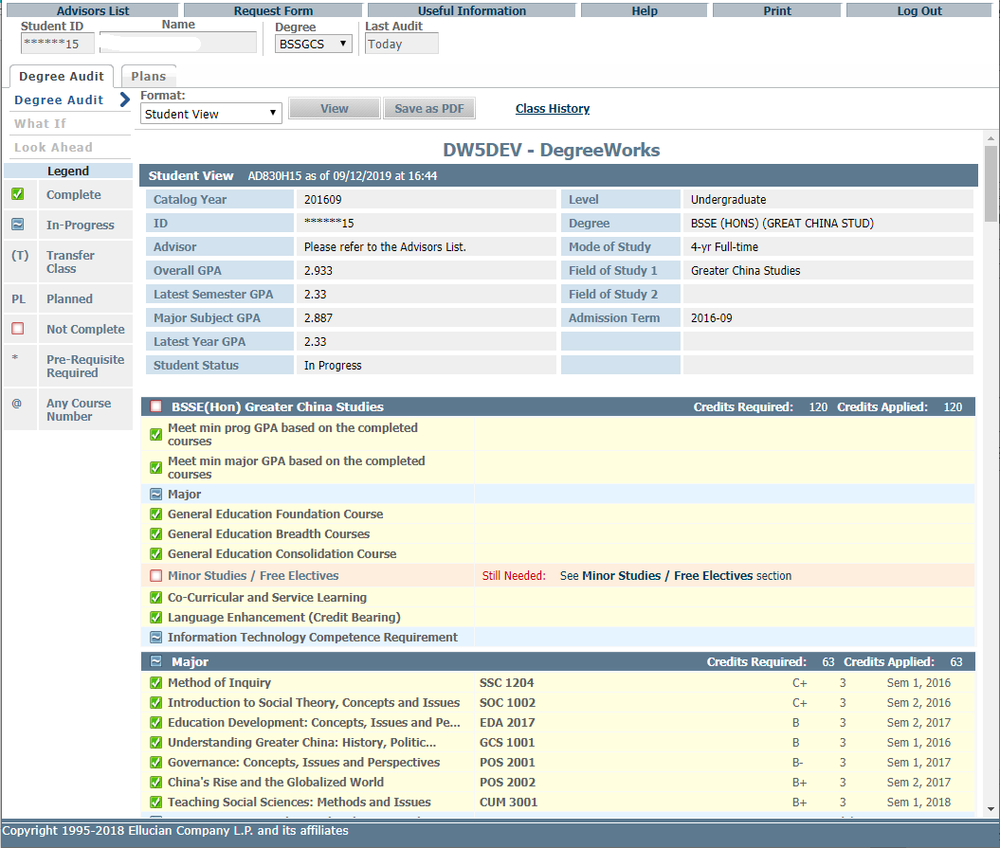 Advisors List Request Form Useful Information Help Print Log Out
Student ID Name Degree Last Audit
******15 BSSGCS Today
Degree Audit Plans
Degree Audit
What If
Look Ahead
Format:
Student View View Save as PDF Class History
Legend
Complete
In-Progress
(T) Transfer
Class
PL Planned
Not Complete
* Pre-Requisite
Required
@ Any Course
Number
DW5DEV - DegreeWorks
Student View AD830H15 as of 09/12/2019 at 16:44
Catalog Year 201609 Level Undergraduate
ID ******15 Degree BSSE (HONS) (GREAT CHINA STUD)
Advisor Please refer to the Advisors List. Mode of Study 4-yr Full-time
Overall GPA 2.933 Field of Study 1 Greater China Studies
Latest Semester GPA 2.33 Field of Study 2
Major Subject GPA 2.887 Admission Term 2016-09
Latest Year GPA 2.33
Student Status In Progress
BSSE(Hon) Greater China Studies Credits Required: 120 Credits Applied: 120
Meet min prog GPA based on the completed
courses
Meet min major GPA based on the completed
courses
Major
General Education Foundation Course
General Education Breadth Courses
General Education Consolidation Course
Minor Studies / Free Electives Still Needed: See Minor Studies / Free Electives section
Co-Curricular and Service Learning
Language Enhancement (Credit Bearing)
Information Technology Competence Requirement
Major Credits Required: 63 Credits Applied: 63
Method of Inquiry SSC 1204 C+ 3 Sem 1, 2016
Introduction to Social Theory, Concepts and Issues SOC 1002 C+ 3 Sem 2, 2016
Education Development: Concepts, Issues and Pe... EDA 2017 B 3 Sem 2, 2017
Understanding Greater China: History, Politic... GCS 1001 B 3 Sem 1, 2016
Governance: Concepts, Issues and Perspectives POS 2001 B- 3 Sem 1, 2017
China's Rise and the Globalized World POS 2002 B+ 3 Sem 2, 2017
Teaching Social Sciences: Methods and Issues CUM 3001 B+ 3 Sem 1, 2018
Copyright 1995-2018 Ellucian Company L.P. and its affiliates